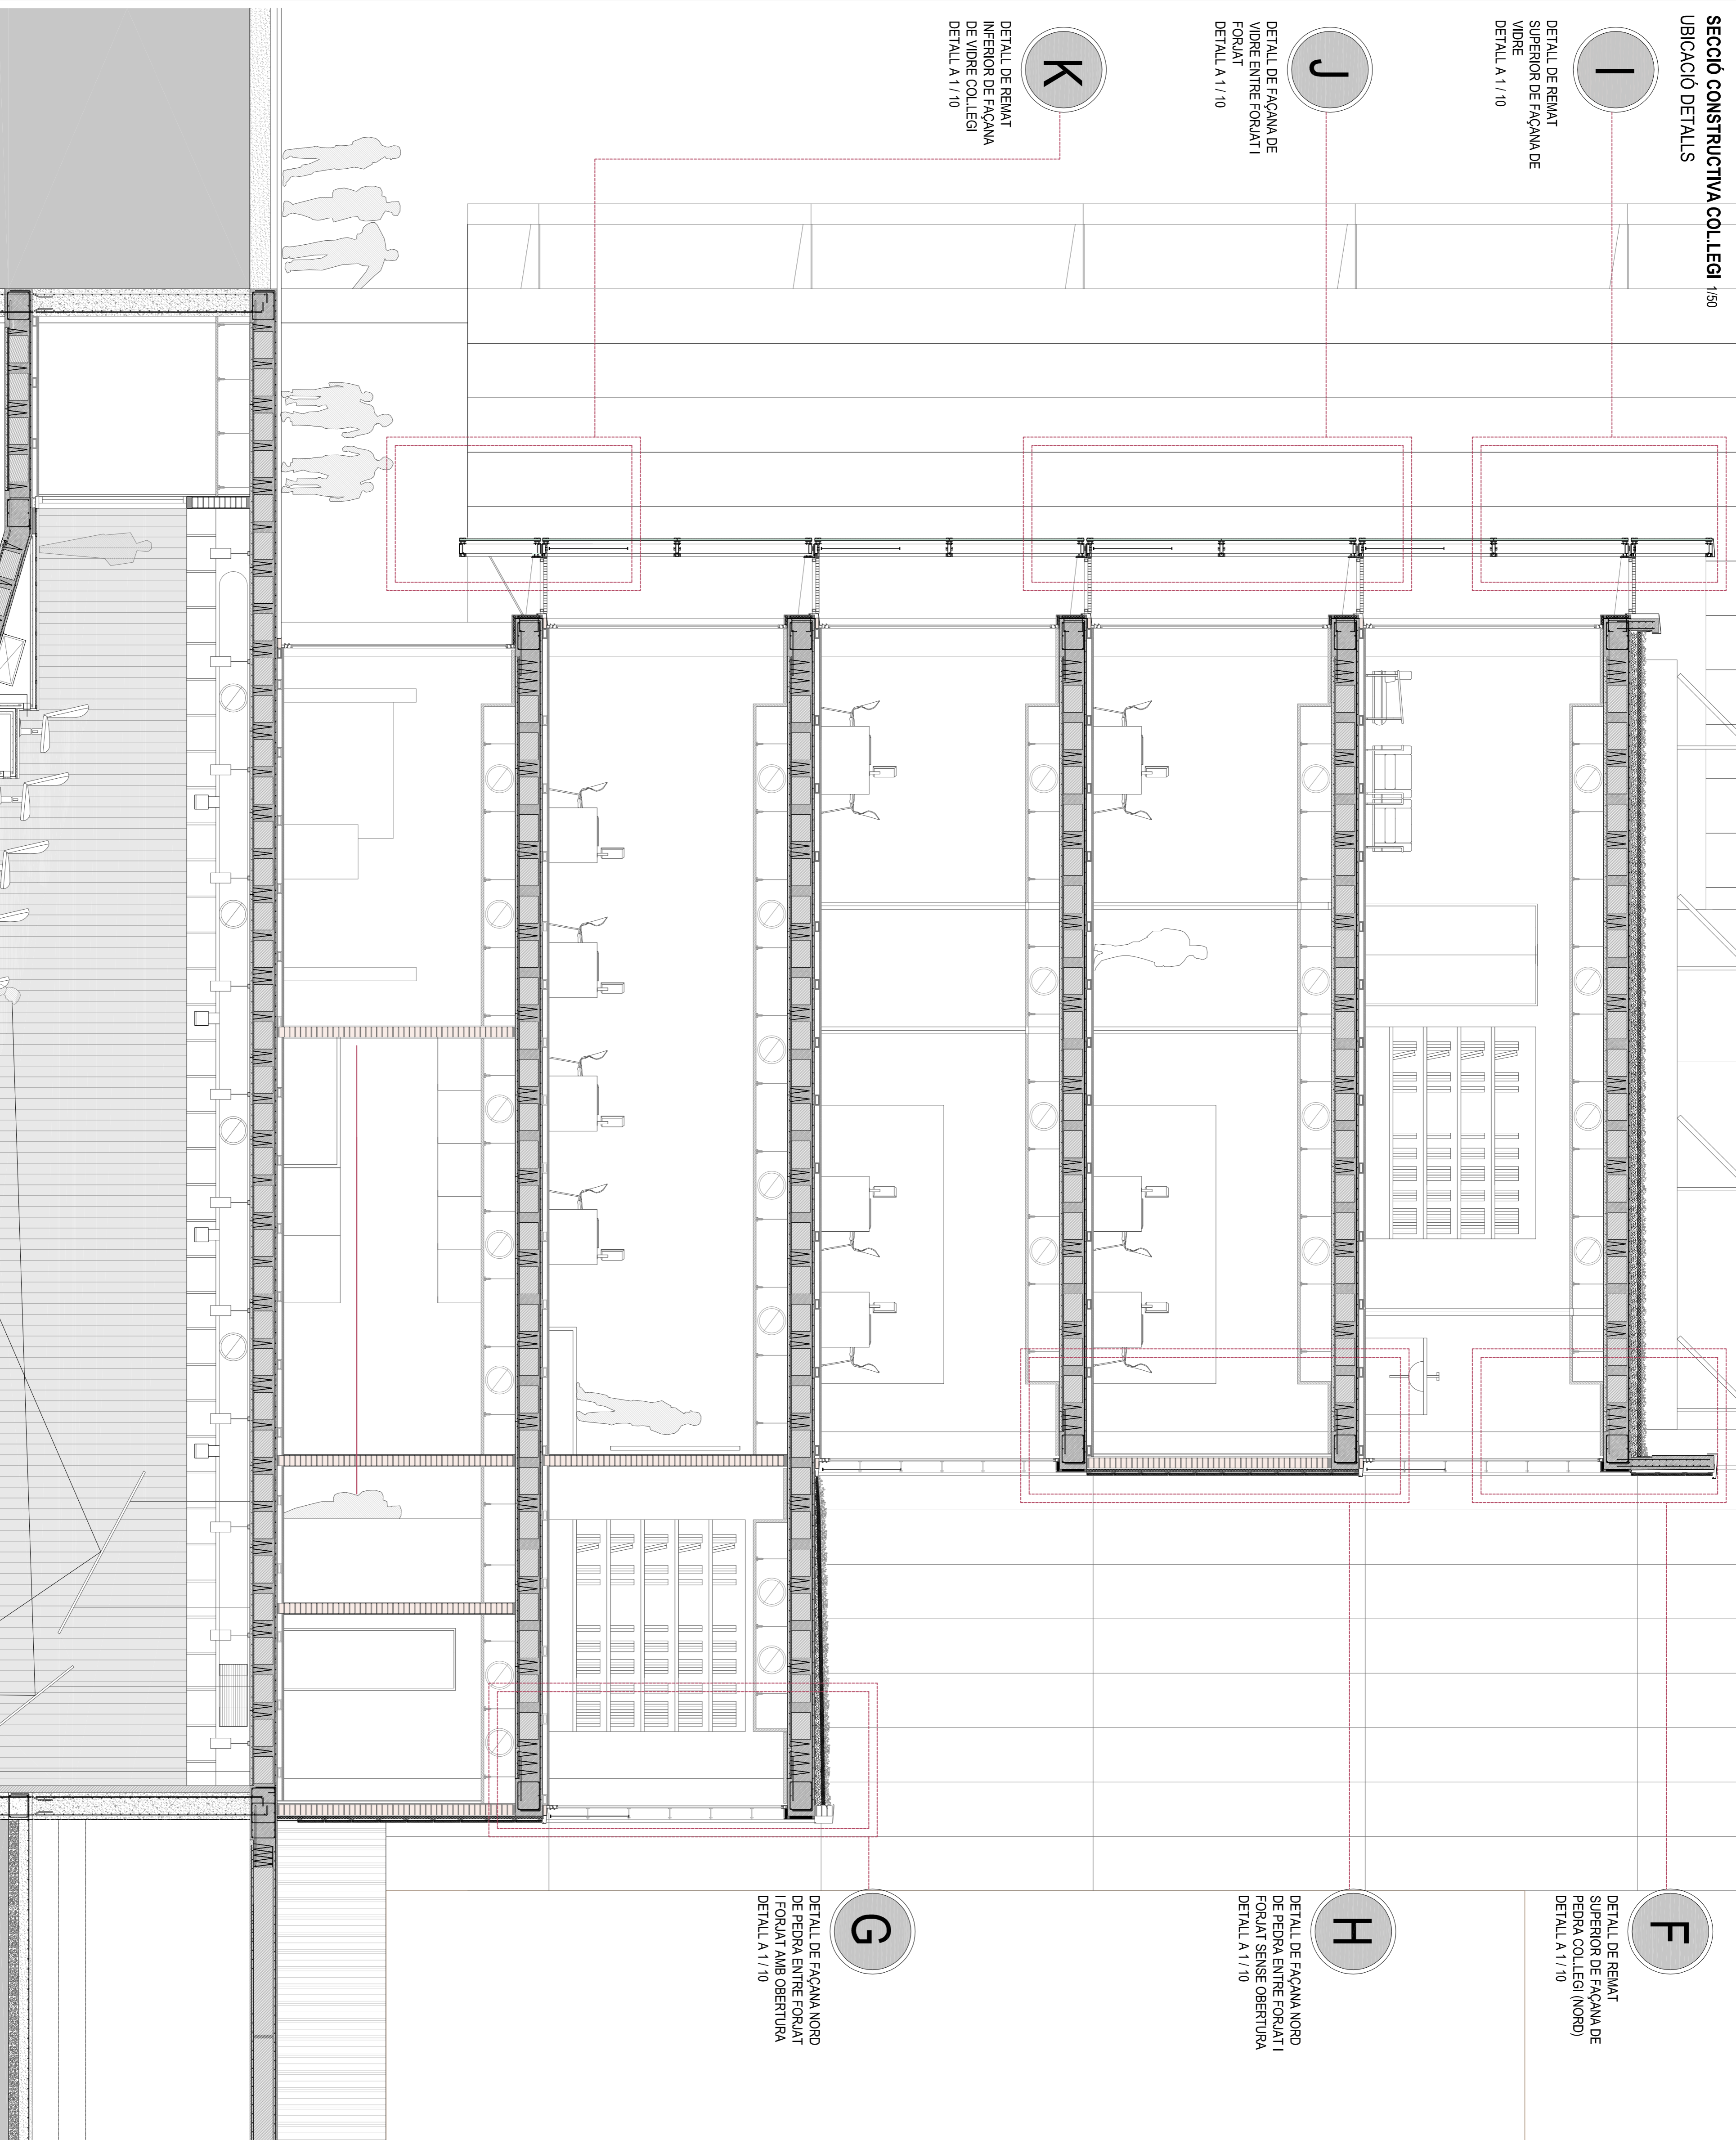 SECCIÓ CONSTRUCTIVA COL.LEGI 1/50
UBICACIÓ DETALLS
I
DETALL DE REMAT
SUPERIOR DE FAÇANA DE
VIDRE
DETALL A 1 / 10
J
DETALL DE FAÇANA DE
VIDRE ENTRE FORJAT I
FORJAT
DETALL A 1 / 10
K
DETALL DE REMAT
INFERIOR DE FAÇANA
DE VIDRE COL.LEGI
DETALL A 1 / 10
F
DETALL DE REMAT
SUPERIOR DE FAÇANA DE
PEDRA COL.LEGI (NORD)
DETALL A 1 / 10
H
DETALL DE FAÇANA NORD
DE PEDRA ENTRE FORJAT I
FORJAT SENSE OBERTURA
DETALL A 1 / 10
G
DETALL DE FAÇANA NORD
DE PEDRA ENTRE FORJAT
I FORJAT AMB OBERTURA
DETALL A 1 / 10